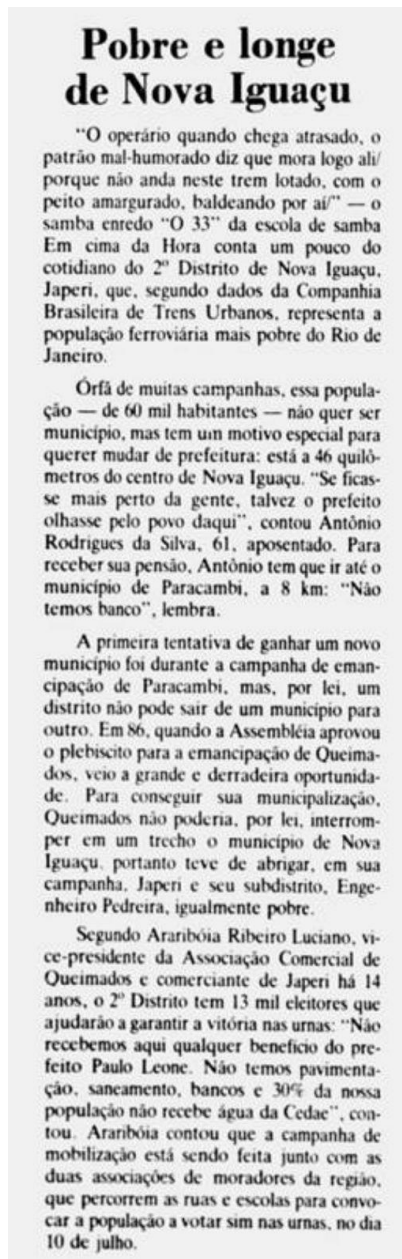 Pobre e longe
de Nova Iguaçu
“O operário quando chega atrasado, o
patrão mal-humorado diz que mora logo ali/
porque não anda neste trem lotado, com o
peito amargurado, baldeando por aí/” — o
samba enredo “O 33” da escola de samba
Em cima da Hora conta um pouco do
cotidiano do 2º Distrito de Nova Iguaçu,
Japeri, que, segundo dados da Companhia
Brasileira de Trens Urbanos, representa a
população ferroviária mais pobre do Rio de
Janeiro.
Órfã de muitas campanhas, essa popula-
ção — de 60 mil habitantes — não quer ser
município, mas tem um motivo especial para
querer mudar de prefeitura: está a 46 quilô-
metros do centro de Nova Iguaçu. “Se ficas-
se mais perto da gente, talvez o prefeito
olhasse pelo povo daqui”, contou Antônio
Rodrigues da Silva, 61, aposentado. Para
receber sua pensão, Antônio tem que ir até o
município de Paracambi, a 8 km: “Não
temos banco”, lembra.
A primeira tentativa de ganhar um novo
município foi durante a campanha de eman-
cipação de Paracambi, mas, por lei, um
distrito não pode sair de um município para
outro. Em 86, quando a Assembléia aprovou
o plebiscito para a emancipação de Queima-
dos, veio a grande e derradeira oportunida-
de. Para conseguir sua municipalização,
Queimados não poderia, por lei, interrom-
per em um trecho o município de Nova
Iguaçu, portanto teve de abrigar, em sua
campanha, Japeri e seu subdistrito, Enge-
nheiro Pedreira, igualmente pobre.
Segundo Araribóia Ribeiro Luciano, vi-
ce-presidente da Associação Comercial de
Queimados e comerciante de Japeri há 14
anos, o 2º Distrito tem 13 mil eleitores que
ajudarão a garantir a vitória nas urnas: “Não
recebemos aqui qualquer benefício do pre-
feito Paulo Leone. Não temos pavimenta-
ção, saneamento, bancos e 30% da nossa
população não recebe água da Cedae”, con-
tou. Araribóia contou que a campanha de
mobilização está sendo feita junto com as
duas associações de moradores da região,
que percorrem as ruas e escolas para convo-
car a população a votar sim nas urnas, no dia
10 de julho.